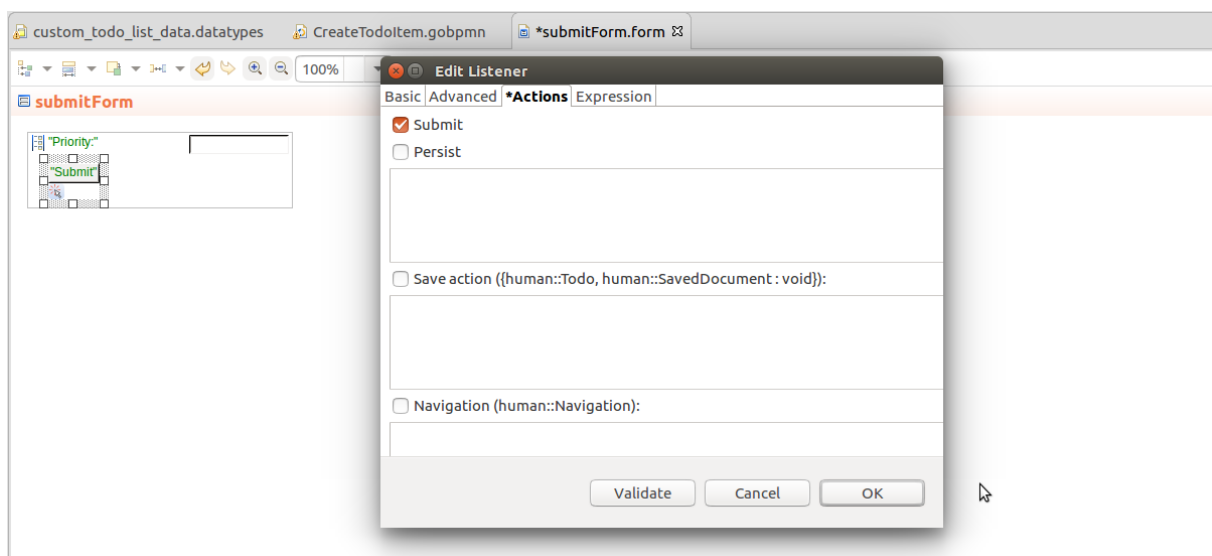 custom_todo_list_data.datatypes CreateTodoItem.gobpmn *submitForm.form
100%
Edit Listener
submitForm
Basic Advanced *Actions Expression
Submit
"Priority:"
Persist
"Submit"
Save action ({human::Todo, human::SavedDocument : void}):
Navigation (human::Navigation):
Validate Cancel OK